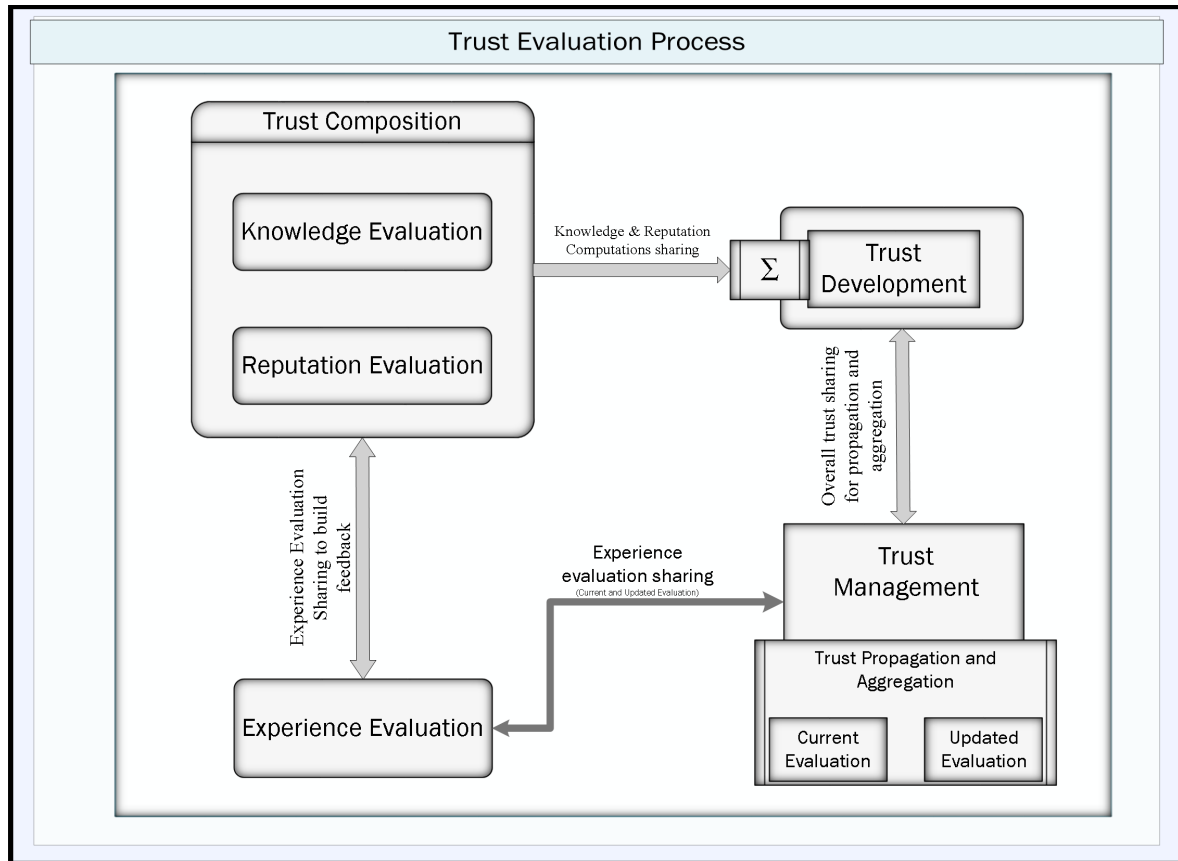 Trust Evaluation Process
Trust Composition
Knowledge Evaluation
Reputation Evaluation
Knowledge & Reputation
Computations sharing
Σ
Trust
Development
Overall trust sharing
for propagation and
aggregation
Experience Evaluation
Sharing to build
feedback
Experience
evaluation sharing
(Current and Updated Evaluation)
Trust
Management
Trust Propagation and
Aggregation
Current
Evaluation
Updated
Evaluation
Experience Evaluation